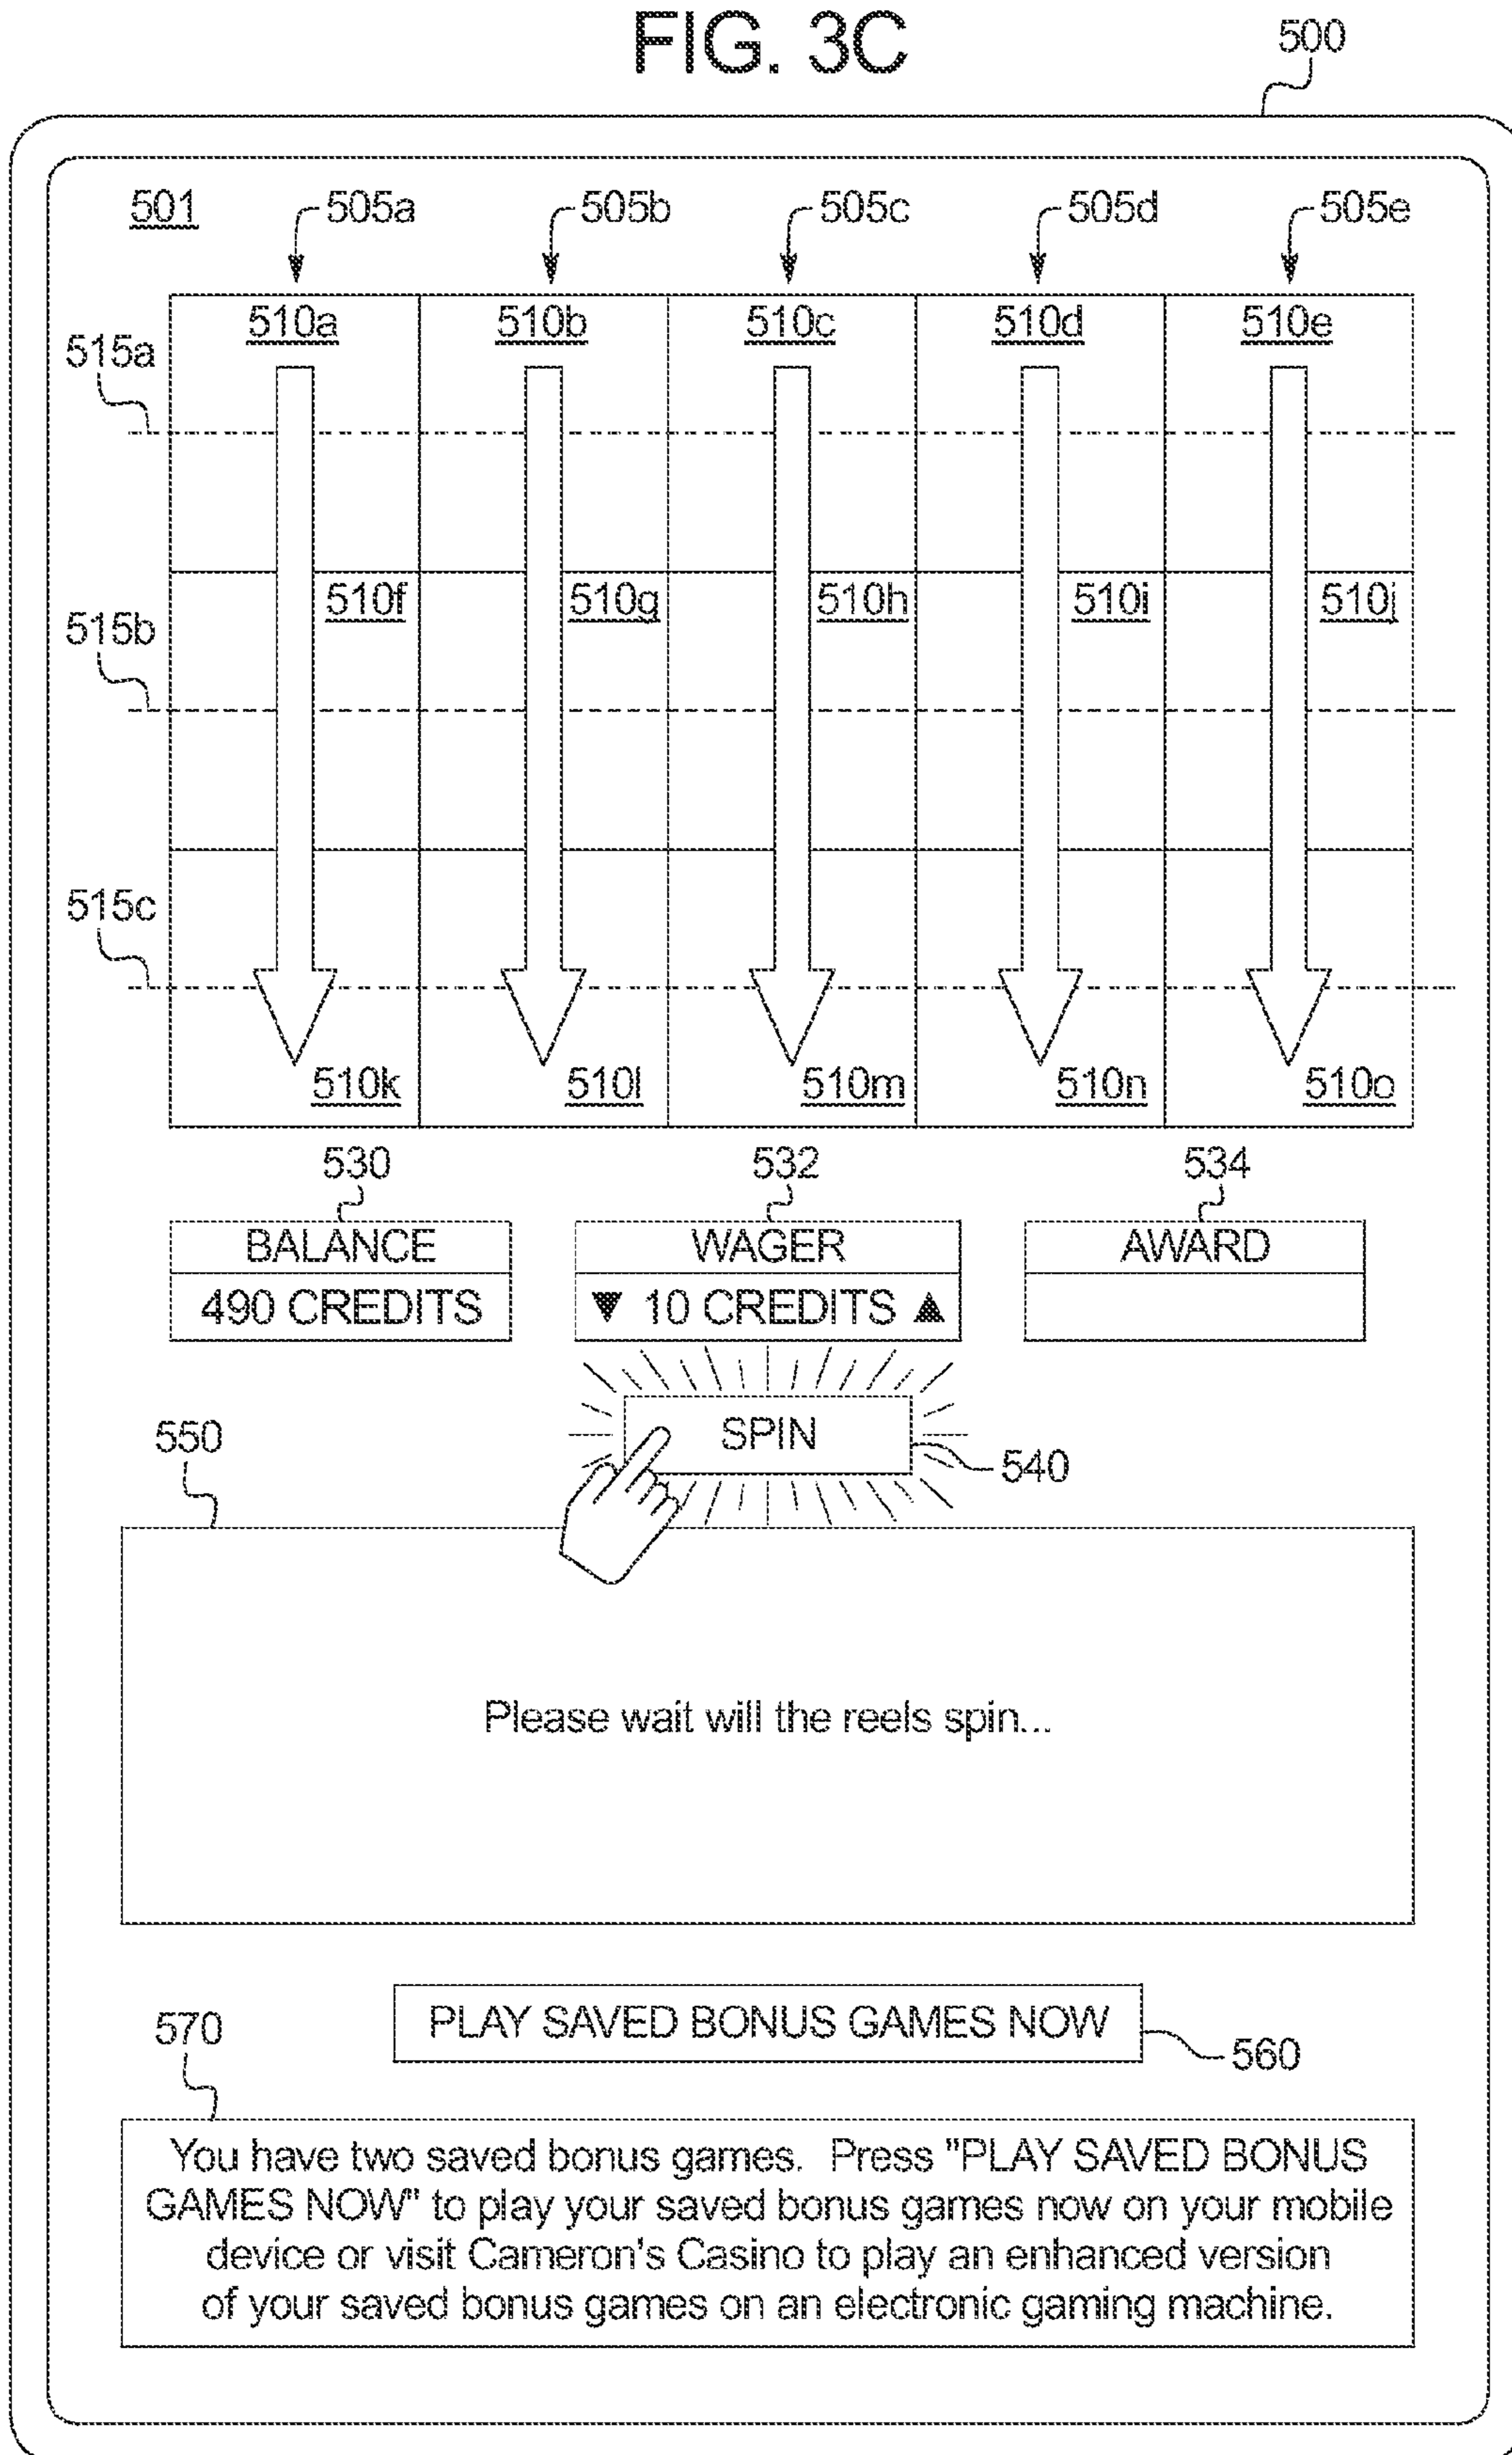 FIG. 3C
500
501
505a
505b
505c
505d
505e
510a
510b
510c
510d
510e
515a
510f
510g
510h
510i
510j
515b
515c
510k
510l
510m
510n
510o
530
532
534
BALANCE
WAGER
AWARD
490 CREDITS
▼ 10 CREDITS ▲
SPIN
540
550
Please wait will the reels spin...
PLAY SAVED BONUS GAMES NOW
560
570
You have two saved bonus games. Press "PLAY SAVED BONUS
GAMES NOW" to play your saved bonus games now on your mobile
device or visit Cameron's Casino to play an enhanced version
of your saved bonus games on an electronic gaming machine.